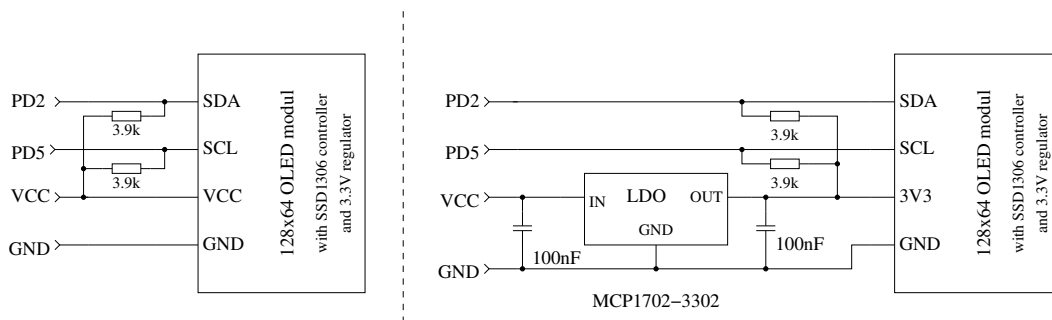 PD2
SDA
3.9k
PD5
SCL
3.9k
VCC
VCC
GND
GND
128x64 OLED modul
with SSD1306 controller
and 3.3V regulator
PD2
SDA
3.9k
PD5
SCL
3.9k
VCC
IN
LDO
OUT
GND
3V3
100nF
100nF
GND
GND
MCP1702-3302
128x64 OLED modul
with SSD1306 controller
and 3.3V regulator